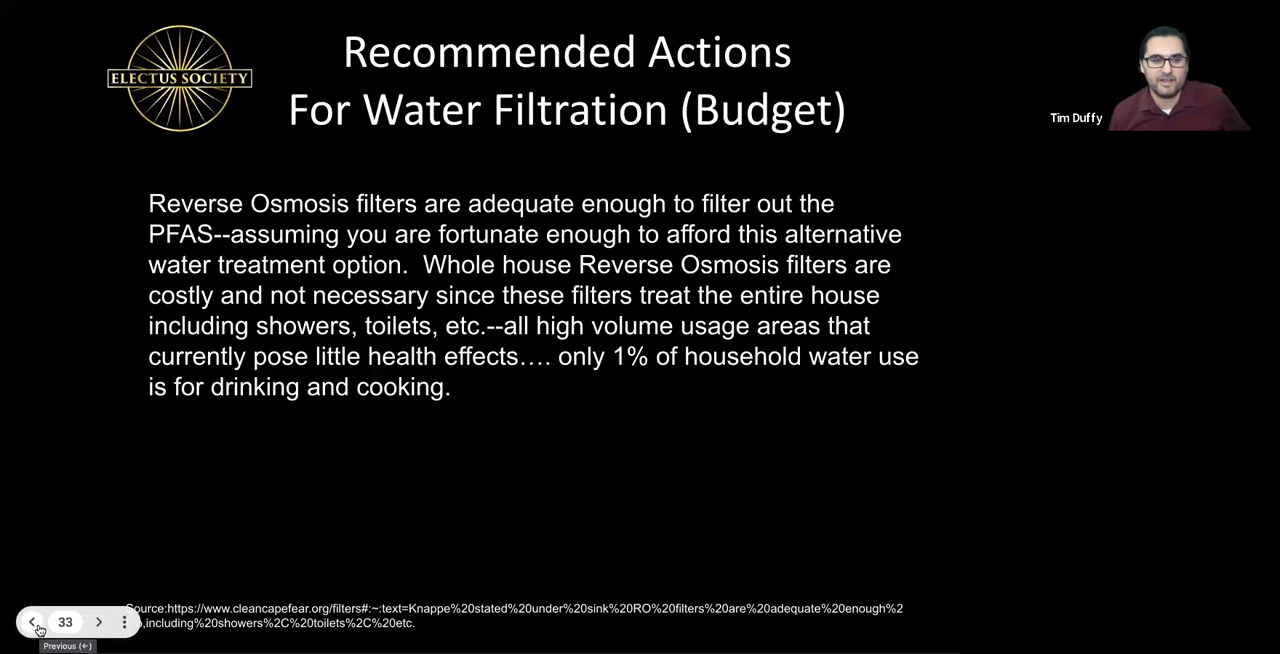 ELECTUS SOCIETY
Recommended Actions
For Water Filtration (Budget)
Tim Duffy
Reverse Osmosis filters are adequate enough to filter out the
PFAS--assuming you are fortunate enough to afford this alternative
water treatment option.  Whole house Reverse Osmosis filters are
costly and not necessary since these filters treat the entire house
including showers, toilets, etc.--all high volume usage areas that
currently pose little health effects…. only 1% of household water use
is for drinking and cooking.
Source:https://www.cleancapefear.org/filters#:~:text=Knappe%20stated%20under%20sink%20RO%20filters%20are%20adequate%20enough%2
,including%20showers%2C%20toilets%2C%20etc.
33
Previous (←)